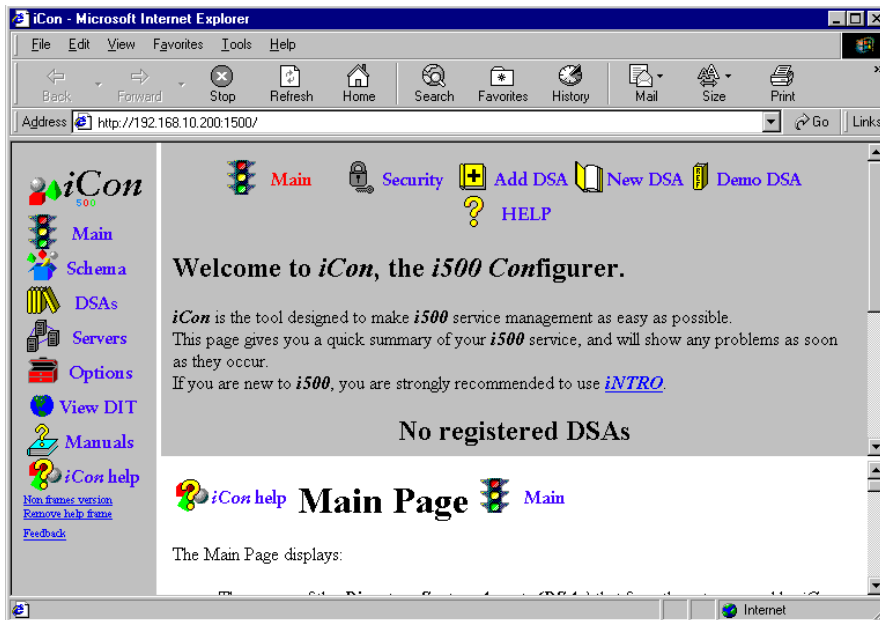 iCon - Microsoft Internet Explorer
File Edit View Favorites Tools Help
Back Forward Stop Refresh Home Search Favorites History Mail Size Print »
Address http://192.168.10.200:1500/ Go Links
iCon
500
Main
Schema
DSAs
Servers
Options
View DIT
Manuals
iCon help
Non frames version
Remove help frame
Feedback
Main Security Add DSA New DSA REF Demo DSA
HELP
Welcome to iCon, the i500 Configurer.
iCon is the tool designed to make i500 service management as easy as possible.
This page gives you a quick summary of your i500 service, and will show any problems as soon
as they occur.
If you are new to i500, you are strongly recommended to use iNTRO.
No registered DSAs
iCon help Main Page Main
The Main Page displays:
Internet